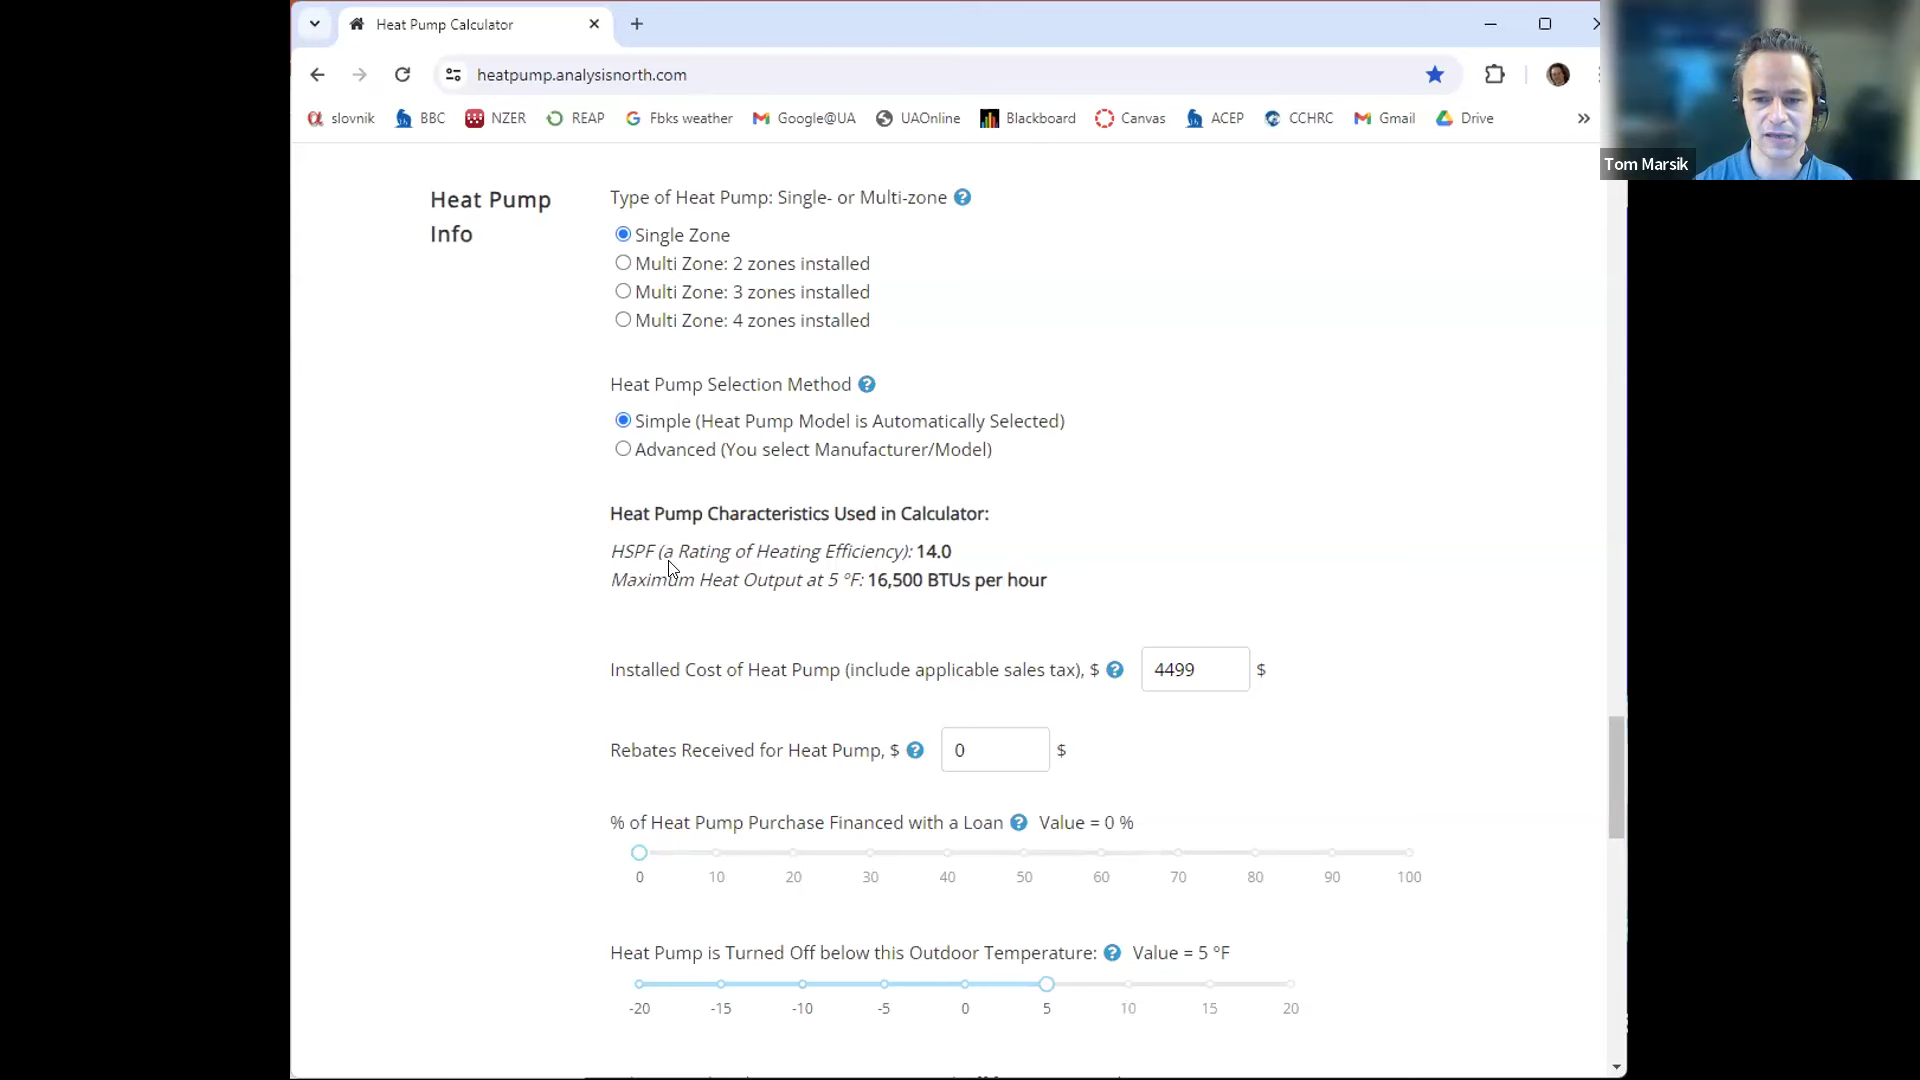 Heat Pump Calculator
heatpump.analysisnorth.com
slovnik BBC NZER REAP Fbks weather Google@UA UAOnline Blackboard Canvas ACEP CCHRC Gmail Drive »
Tom Marsik
Heat Pump
Info
Type of Heat Pump: Single- or Multi-zone ?
Single Zone
Multi Zone: 2 zones installed
Multi Zone: 3 zones installed
Multi Zone: 4 zones installed
Heat Pump Selection Method ?
Simple (Heat Pump Model is Automatically Selected)
Advanced (You select Manufacturer/Model)
Heat Pump Characteristics Used in Calculator:
HSPF (a Rating of Heating Efficiency): 14.0
Maximum Heat Output at 5 °F: 16,500 BTUs per hour
Installed Cost of Heat Pump (include applicable sales tax), $ ? 4499 $
Rebates Received for Heat Pump, $ ? 0 $
% of Heat Pump Purchase Financed with a Loan ? Value = 0 %
0 10 20 30 40 50 60 70 80 90 100
Heat Pump is Turned Off below this Outdoor Temperature: ? Value = 5 °F
-20 -15 -10 -5 0 5 10 15 20